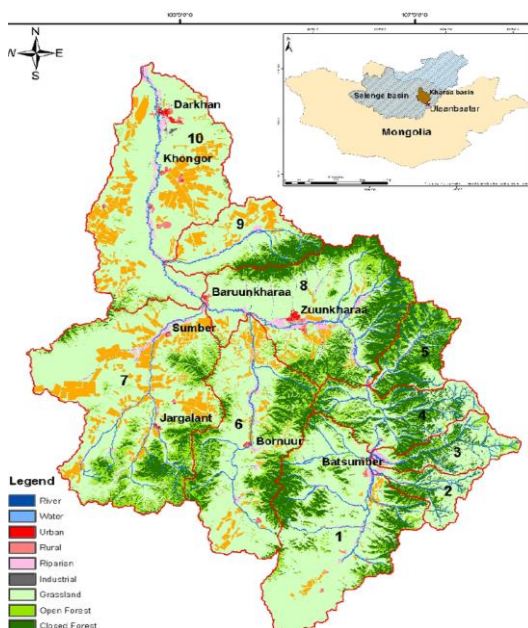 N
W E
S
Darkhan
10
Khongor
9
Baruunkharaa
8
Zuunkharaa
Sumber
5
7
4
Jargalant
6
Bornuur
3
Batsumber
2
1
Selenge basin
Kharaa basin
Ulaanbaatar
Mongolia
Legend
River
Water
Urban
Rural
Riparian
Industrial
Grassland
Open Forest
Closed Forest